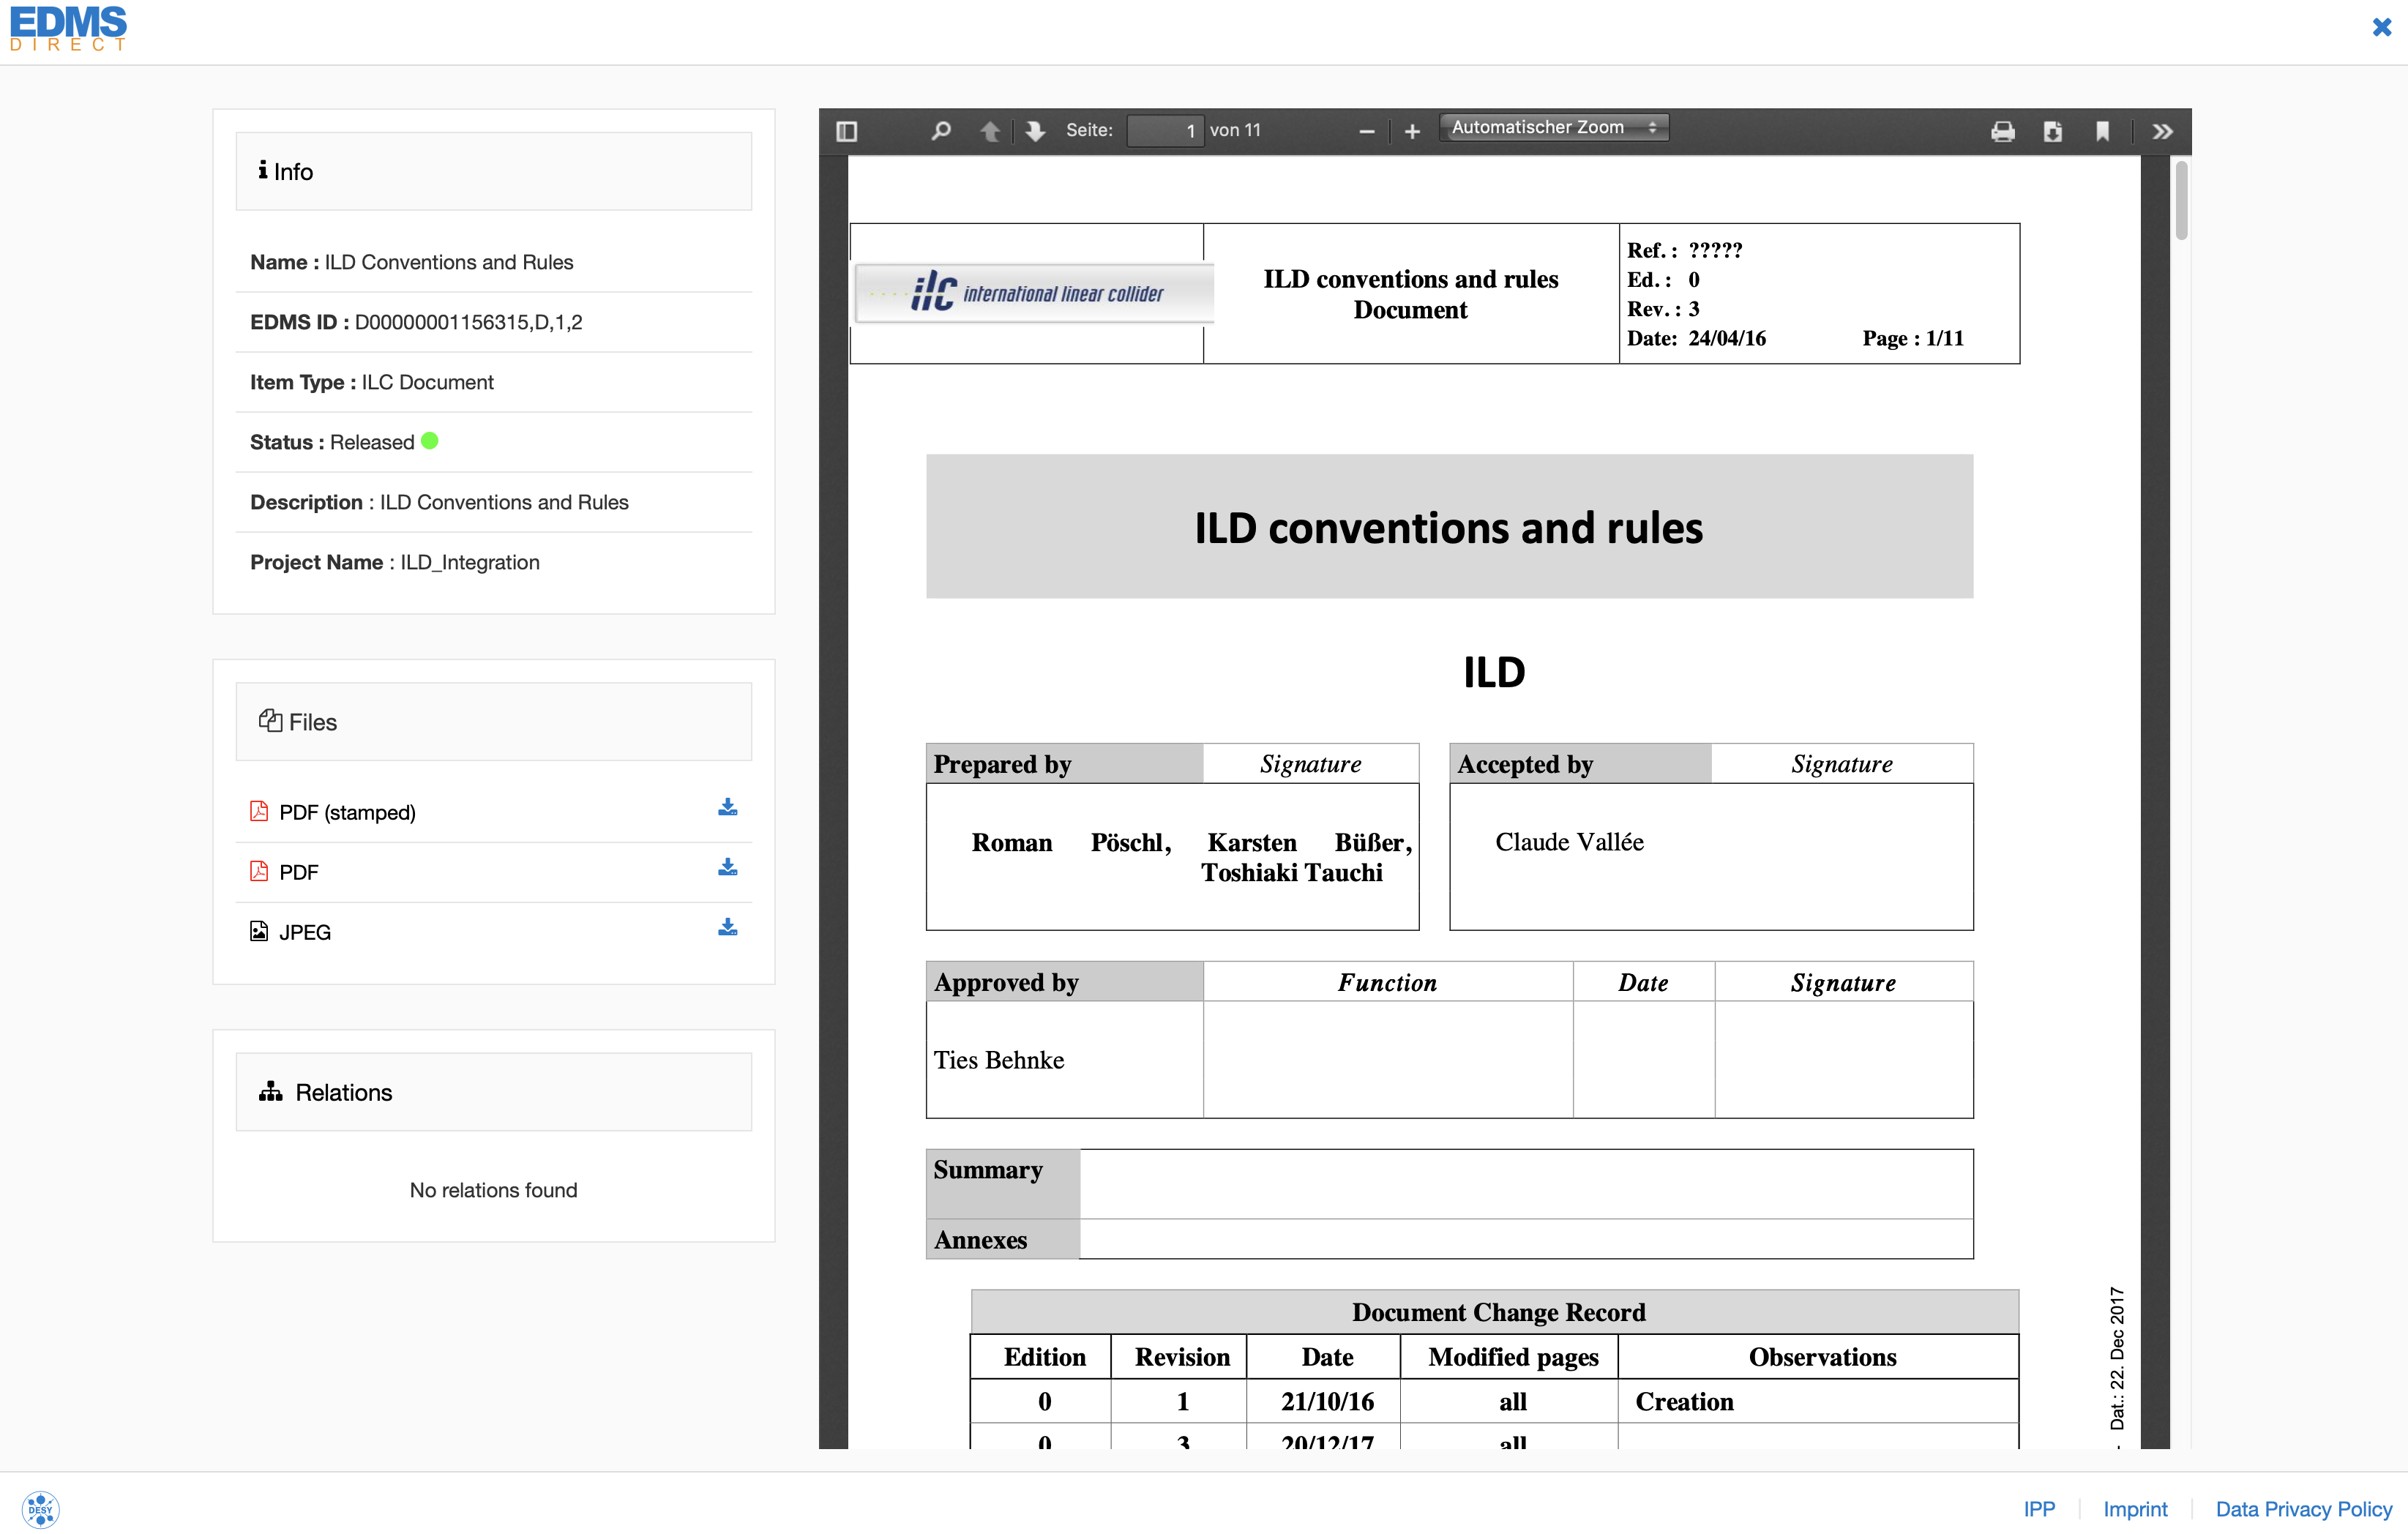 EDMS
DIRECT
Info
Name : ILD Conventions and Rules
EDMS ID : D00000001156315,D,1,2
Item Type : ILC Document
Status : Released
Description : ILD Conventions and Rules
Project Name : ILD_Integration
Files
PDF (stamped)
PDF
JPEG
Relations
No relations found
Seite: 1 von 11
Automatischer Zoom
ilc international linear collider
ILD conventions and rules
Document
Ref. : ?????
Ed. : 0
Rev. : 3
Date: 24/04/16 Page : 1/11
ILD conventions and rules
ILD
Prepared by Signature
Roman Pöschl, Karsten Büßer,
Toshiaki Tauchi
Accepted by Signature
Claude Vallée
Approved by Function Date Signature
Ties Behnke
Summary
Annexes
Document Change Record
Edition Revision Date Modified pages Observations
0 1 21/10/16 all Creation
0 3 20/12/17 all
- Dat.: 22. Dec 2017
DESY
IPP
Imprint
Data Privacy Policy